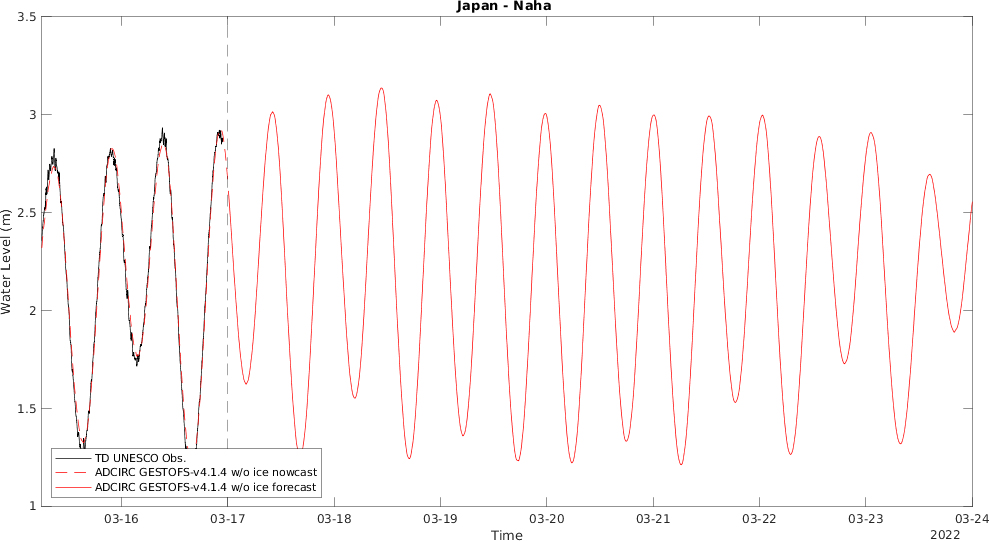 Japan - Naha
3.5
3
2.5
2
1.5
1
Water Level (m)
TD UNESCO Obs.
ADCIRC GESTOFS-v4.1.4 w/o ice nowcast
ADCIRC GESTOFS-v4.1.4 w/o ice forecast
03-16 03-17 03-18 03-19 03-20 03-21 03-22 03-23 03-24
Time
2022